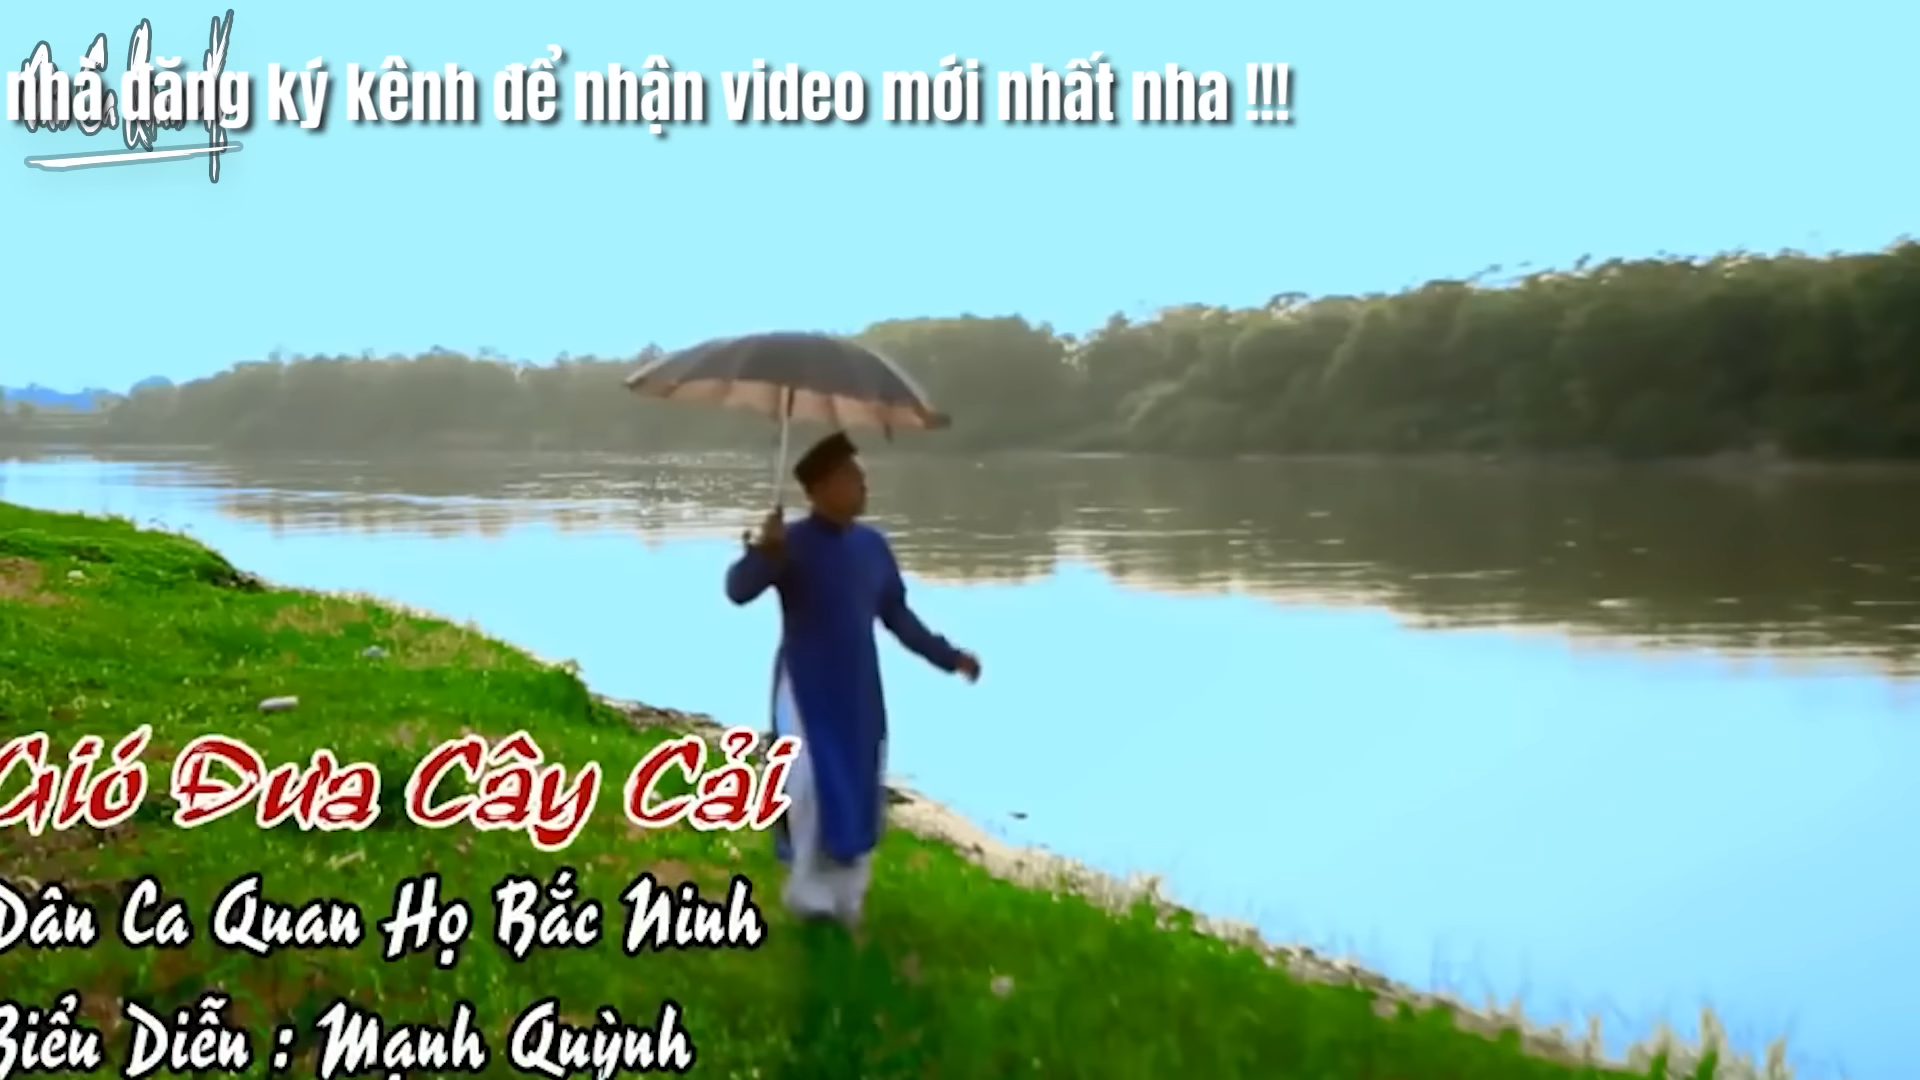 nhả đăng ký kênh để nhận video mới nhất nha !!!
Gió Đưa Cây Cải
Dân Ca Quan Họ Bắc Ninh
Biểu Diễn : Mạnh Quỳnh